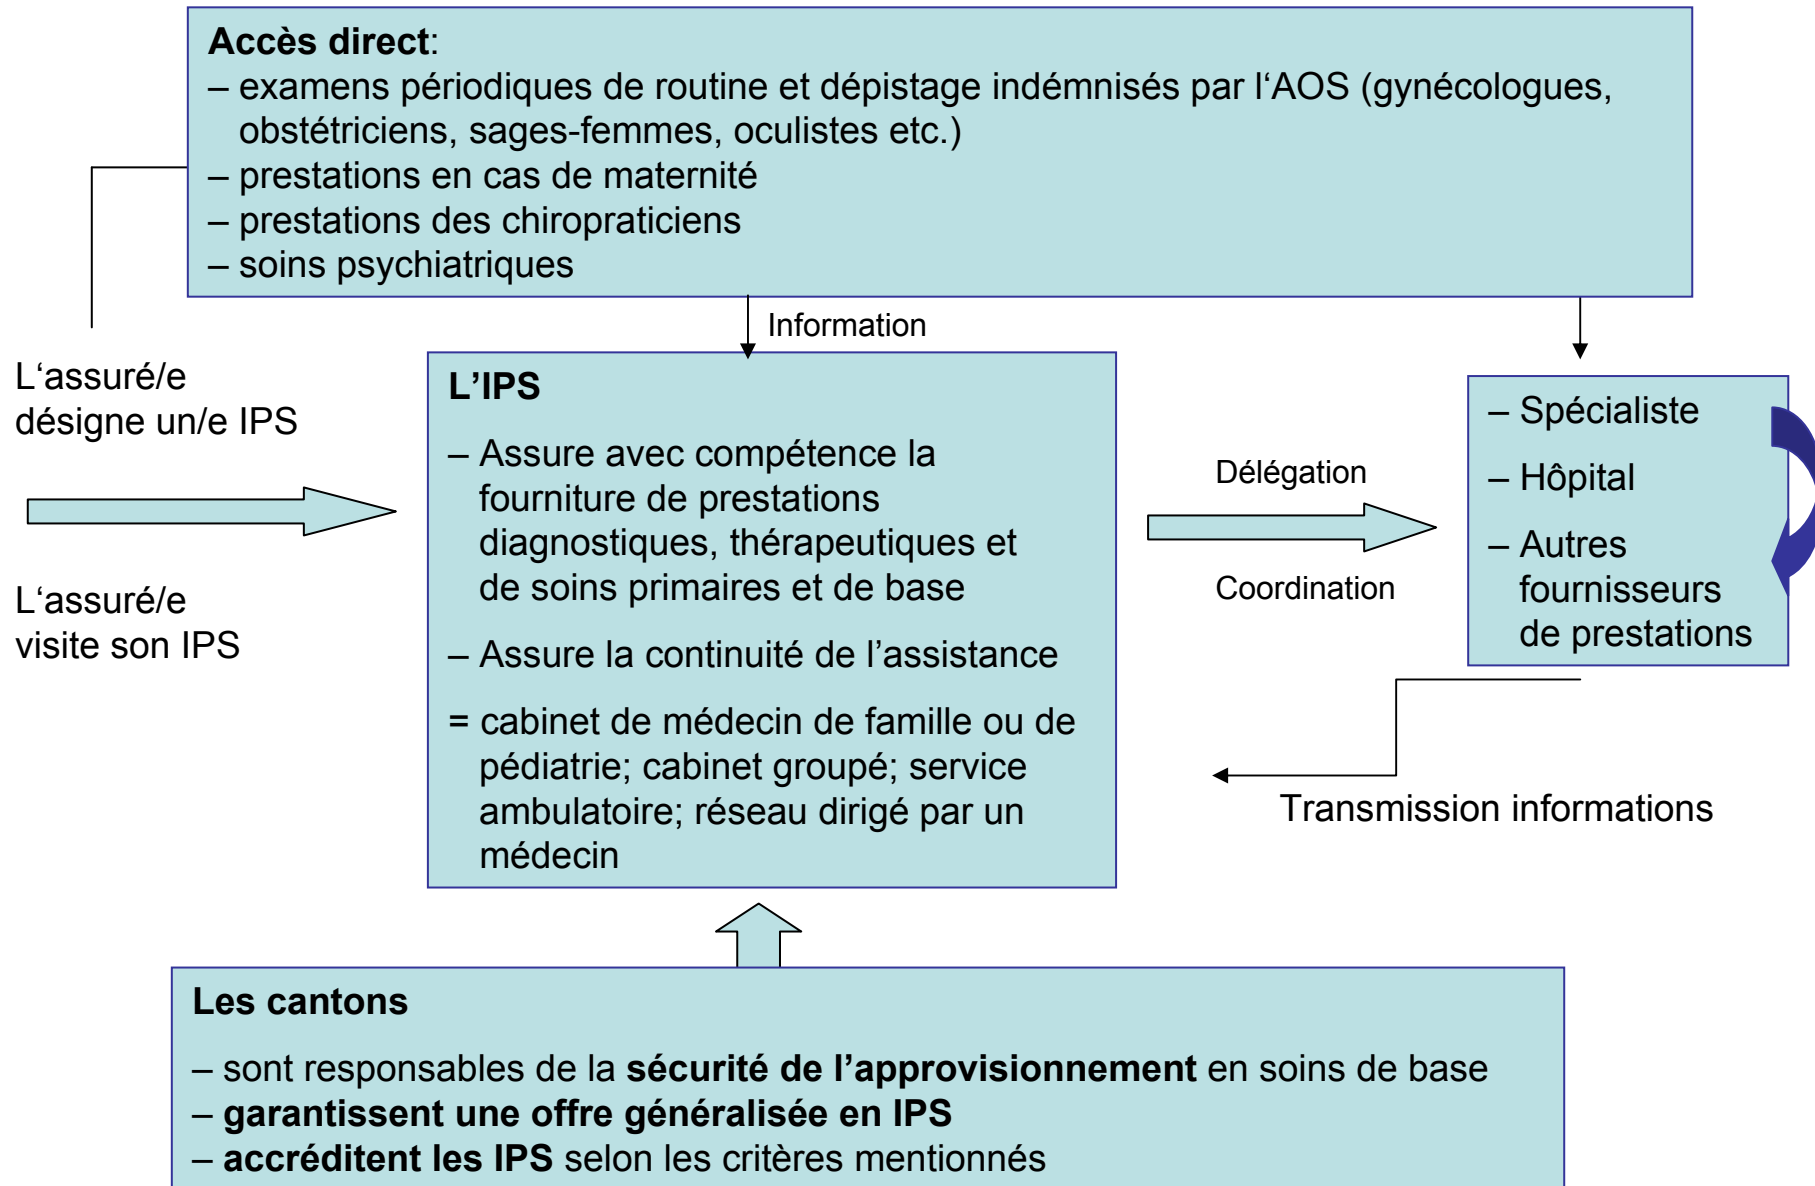 Accès direct:
– examens périodiques de routine et dépistage indémnisés par l‘AOS (gynécologues,
obstétriciens, sages-femmes, oculistes etc.)
– prestations en cas de maternité
– prestations des chiropraticiens
– soins psychiatriques
Information
L‘assuré/e
désigne un/e IPS
L‘assuré/e
visite son IPS
L’IPS
– Assure avec compétence la
fourniture de prestations
diagnostiques, thérapeutiques et
de soins primaires et de base
– Assure la continuité de l’assistance
= cabinet de médecin de famille ou de
pédiatrie; cabinet groupé; service
ambulatoire; réseau dirigé par un
médecin
Délégation
Coordination
– Spécialiste
– Hôpital
– Autres
fournisseurs
de prestations
Transmission informations
Les cantons
– sont responsables de la sécurité de l’approvisionnement en soins de base
– garantissent une offre généralisée en IPS
– accréditent les IPS selon les critères mentionnés